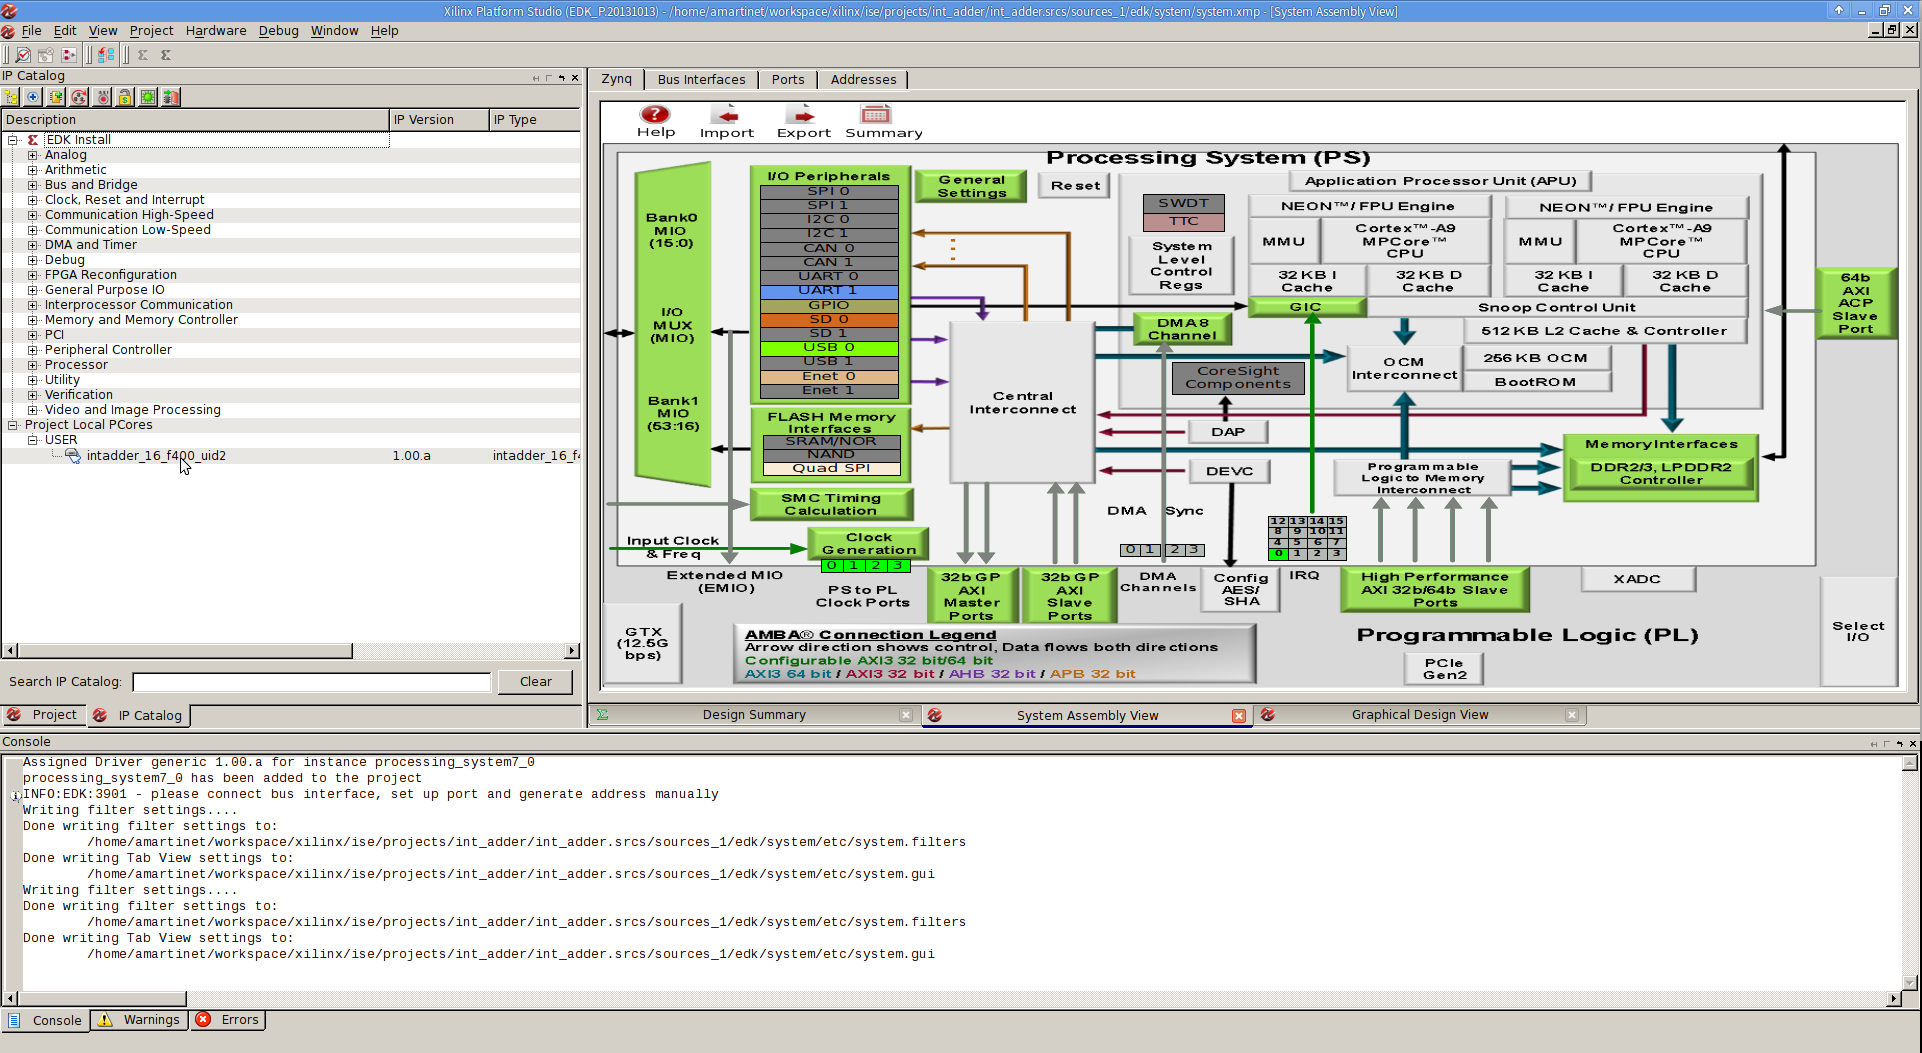 Xilinx Platform Studio (EDK_P.20131013) - /home/amartinet/workspace/xilinx/ise/projects/int_adder/int_adder.srcs/sources_1/edk/system/system.xmp - [System Assembly View]
File Edit View Project Hardware Debug Window Help
IP Catalog
Description IP Version IP Type
EDK Install
Analog
Arithmetic
Bus and Bridge
Clock, Reset and Interrupt
Communication High-Speed
Communication Low-Speed
DMA and Timer
Debug
FPGA Reconfiguration
General Purpose IO
Interprocessor Communication
Memory and Memory Controller
PCI
Peripheral Controller
Processor
Utility
Verification
Video and Image Processing
Project Local PCores
USER
intadder_16_f400_uid2 1.00.a intadder_16_f4
Search IP Catalog: Clear
Project IP Catalog
Zynq Bus Interfaces Ports Addresses
Help Import Export Summary
Processing System (PS)
Bank0
MIO
(15:0)
I/O
MUX
(MIO)
Bank1
MIO
(53:16)
I/O Peripherals
SPI 0
SPI 1
I2C 0
I2C 1
CAN 0
CAN 1
UART 0
UART 1
GPIO
SD 0
SD 1
USB 0
USB 1
Enet 0
Enet 1
FLASH Memory
Interfaces
SRAM/NOR
NAND
Quad SPI
SMC Timing
Calculation
Input Clock
& Freq
Clock
Generation
0 1 2 3
Extended MIO
(EMIO)
PS to PL
Clock Ports
General
Settings
Reset
Central
Interconnect
Application Processor Unit (APU)
SWDT
TTC
System
Level
Control
Regs
NEON™/ FPU Engine
MMU
Cortex™-A9
MPCore™
CPU
32 KB I
Cache
32 KB D
Cache
NEON™/ FPU Engine
MMU
Cortex™-A9
MPCore™
CPU
32 KB I
Cache
32 KB D
Cache
GIC
Snoop Control Unit
DMA8
Channel
512 KB L2 Cache & Controller
OCM
Interconnect
256 KB OCM
BootROM
CoreSight
Components
DAP
DEVC
Programmable
Logic to Memory
Interconnect
Memory Interfaces
DDR2/3, LPDDR2
Controller
64b
AXI
ACP
Slave
Port
DMA Sync
0 1 2 3
12 13 14 15
8 9 10 11
4 5 6 7
0 1 2 3
32b GP
AXI
Master
Ports
32b GP
AXI
Slave
Ports
DMA
Channels
Config
AES/
SHA
IRQ
High Performance
AXI 32b/64b Slave
Ports
XADC
GTX
(12.5G
bps)
AMBA® Connection Legend
Arrow direction shows control, Data flows both directions
Configurable AXI3 32 bit/64 bit
AXI3 64 bit / AXI3 32 bit / AHB 32 bit / APB 32 bit
Programmable Logic (PL)
PCIe
Gen2
Select
I/O
Design Summary System Assembly View Graphical Design View
Console
Assigned Driver generic 1.00.a for instance processing_system7_0
processing_system7_0 has been added to the project
INFO:EDK:3901 - please connect bus interface, set up port and generate address manually
Writing filter settings....
Done writing filter settings to:
/home/amartinet/workspace/xilinx/ise/projects/int_adder/int_adder.srcs/sources_1/edk/system/etc/system.filters
Done writing Tab View settings to:
/home/amartinet/workspace/xilinx/ise/projects/int_adder/int_adder.srcs/sources_1/edk/system/etc/system.gui
Writing filter settings....
Done writing filter settings to:
/home/amartinet/workspace/xilinx/ise/projects/int_adder/int_adder.srcs/sources_1/edk/system/etc/system.filters
Done writing Tab View settings to:
/home/amartinet/workspace/xilinx/ise/projects/int_adder/int_adder.srcs/sources_1/edk/system/etc/system.gui
Console Warnings Errors